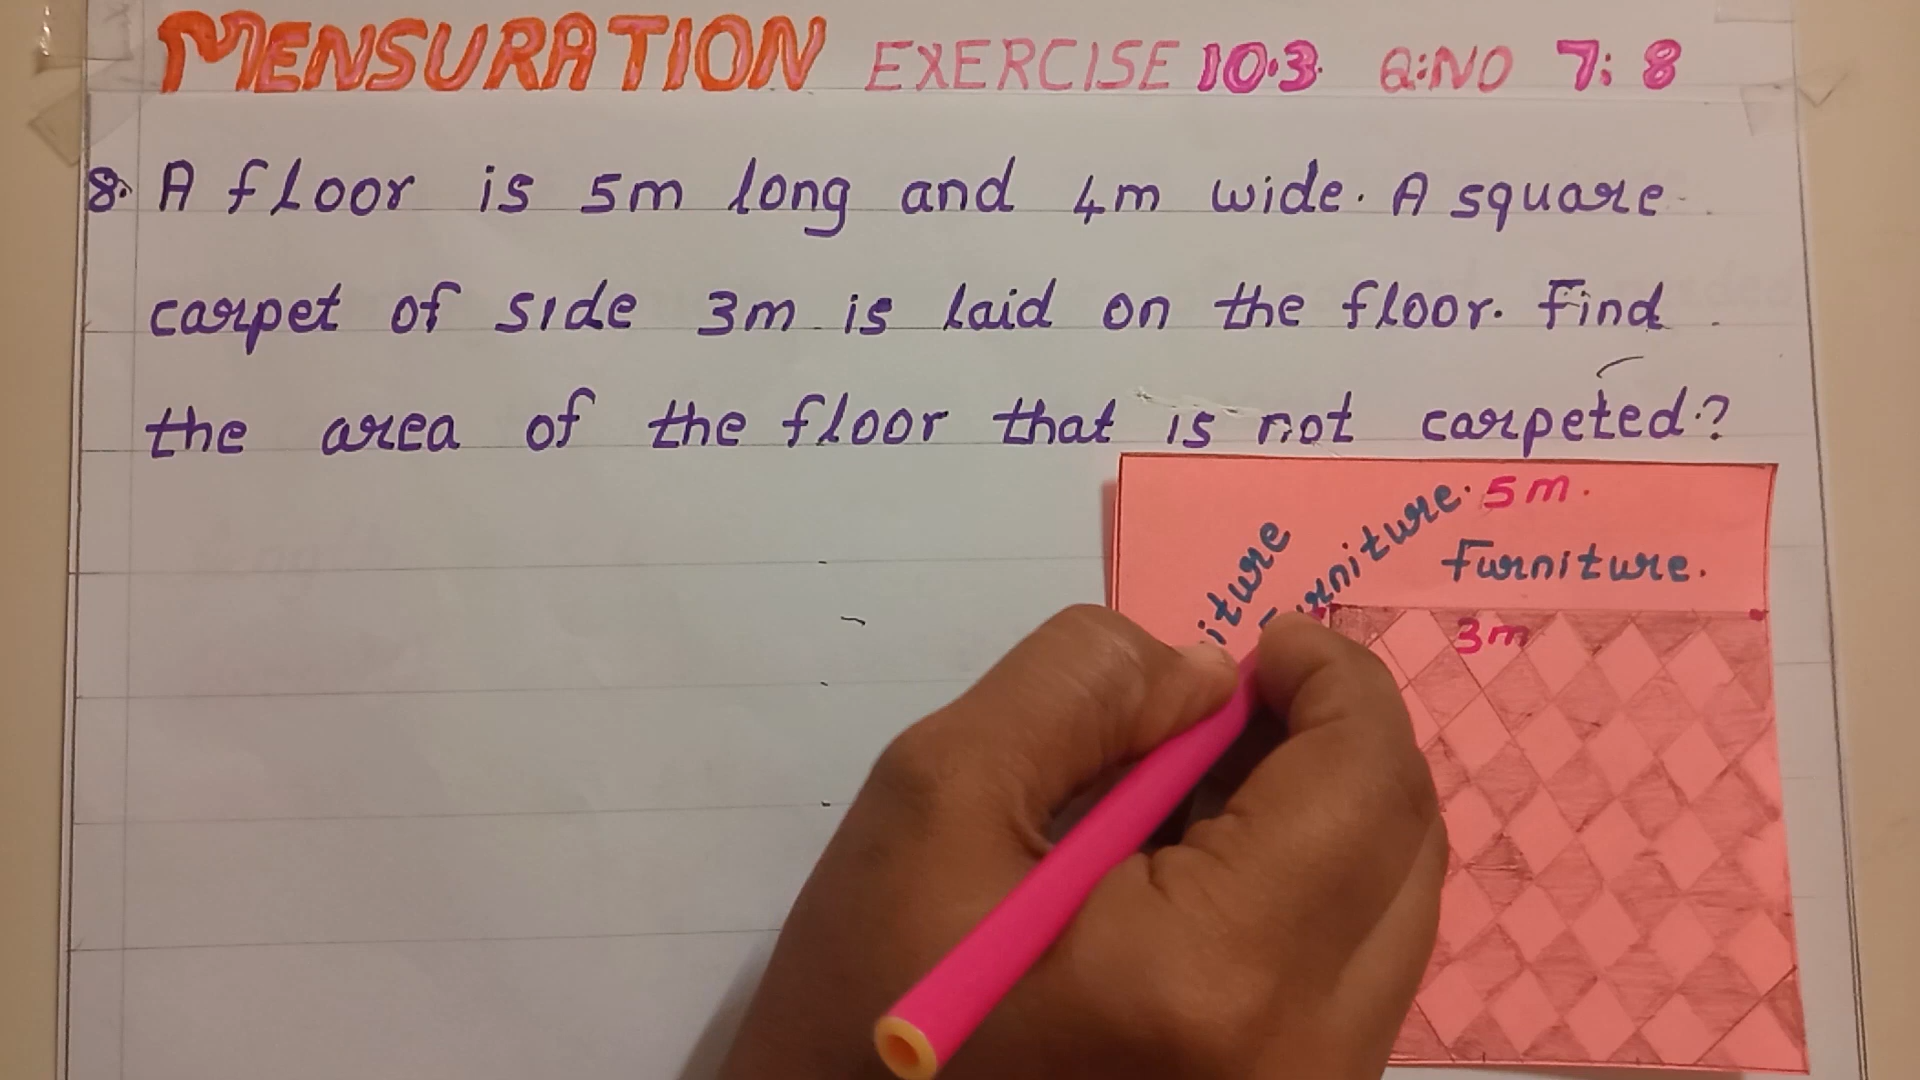 MENSURATION EXERCISE 10.3 Q:NO 7; 8
8. A floor is 5m long and 4m wide. A square
carpet of side 3m is laid on the floor. Find
the area of the floor that is not carpeted?
5m.
Furniture.
3m